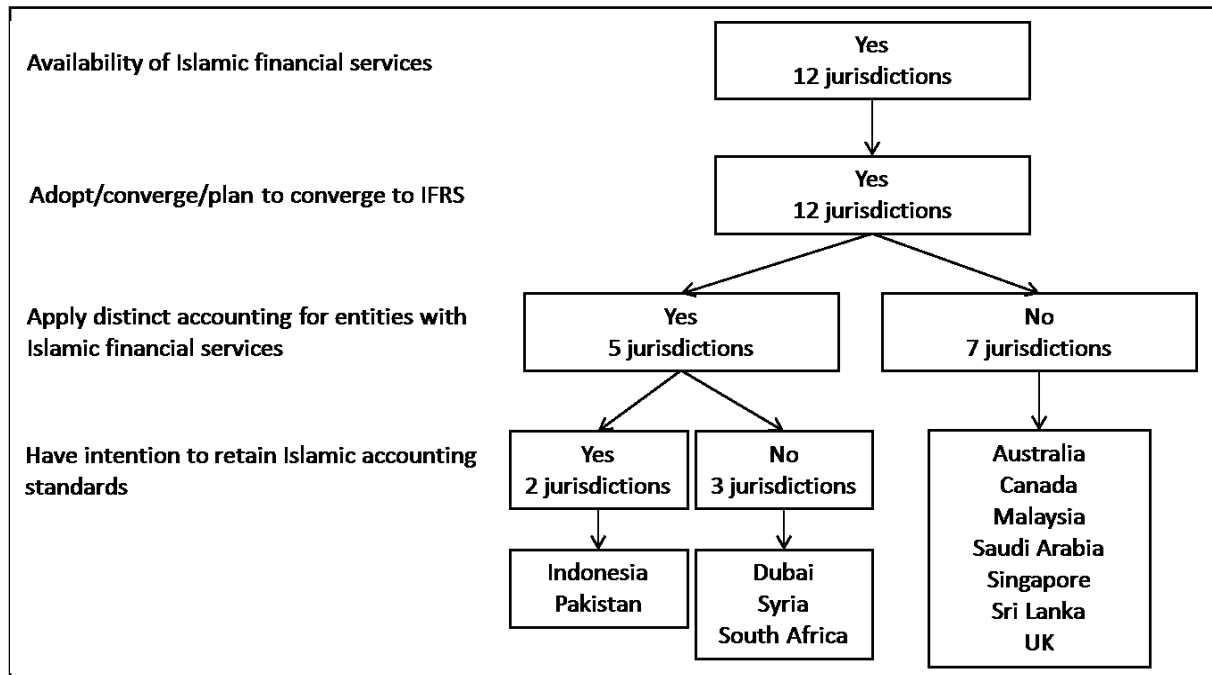 Availability of Islamic financial services
Yes
12 jurisdictions
Adopt/converge/plan to converge to IFRS
Yes
12 jurisdictions
Apply distinct accounting for entities with
Islamic financial services
Yes
5 jurisdictions
No
7 jurisdictions
Have intention to retain Islamic accounting
standards
Yes
2 jurisdictions
No
3 jurisdictions
Indonesia
Pakistan
Dubai
Syria
South Africa
Australia
Canada
Malaysia
Saudi Arabia
Singapore
Sri Lanka
UK